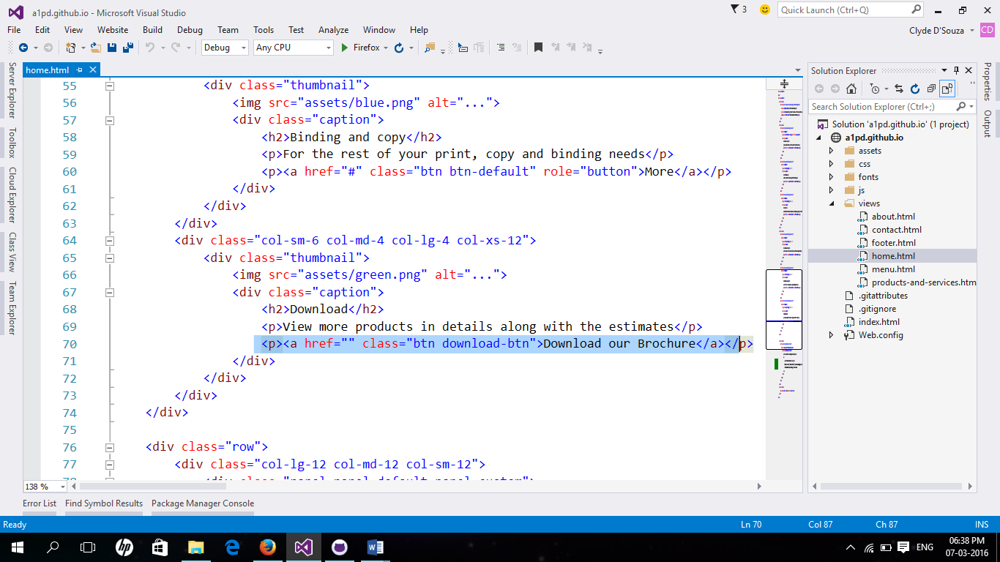 a1pd.github.io - Microsoft Visual Studio
3
Quick Launch (Ctrl+Q)
File Edit View Website Build Debug Team Tools Test Analyze Window Help
Clyde D'Souza
CD
Debug
Any CPU
Firefox
Server Explorer
Toolbox
Cloud Explorer
Class View
Team Explorer
home.html
55 <div class="thumbnail">
56 <img src="assets/blue.png" alt="...">
57 <div class="caption">
58 <h2>Binding and copy</h2>
59 <p>For the rest of your print, copy and binding needs</p>
60 <p><a href="#" class="btn btn-default" role="button">More</a></p>
61 </div>
62 </div>
63 </div>
64 <div class="col-sm-6 col-md-4 col-lg-4 col-xs-12">
65 <div class="thumbnail">
66 <img src="assets/green.png" alt="...">
67 <div class="caption">
68 <h2>Download</h2>
69 <p>View more products in details along with the estimates</p>
70 <p><a href="" class="btn download-btn">Download our Brochure</a></p>
71 </div>
72 </div>
73 </div>
74 </div>
75
76 <div class="row">
77 <div class="col-lg-12 col-md-12 col-sm-12">
138 %
Solution Explorer
Search Solution Explorer (Ctrl+;)
Solution 'a1pd.github.io' (1 project)
a1pd.github.io
assets
css
fonts
js
views
about.html
contact.html
footer.html
home.html
menu.html
products-and-services.htm
.gitattributes
.gitignore
index.html
Web.config
Properties
Output
Error List Find Symbol Results Package Manager Console
Ready
Ln 70 Col 87 Ch 87 INS
hp
ENG
06:38 PM
07-03-2016